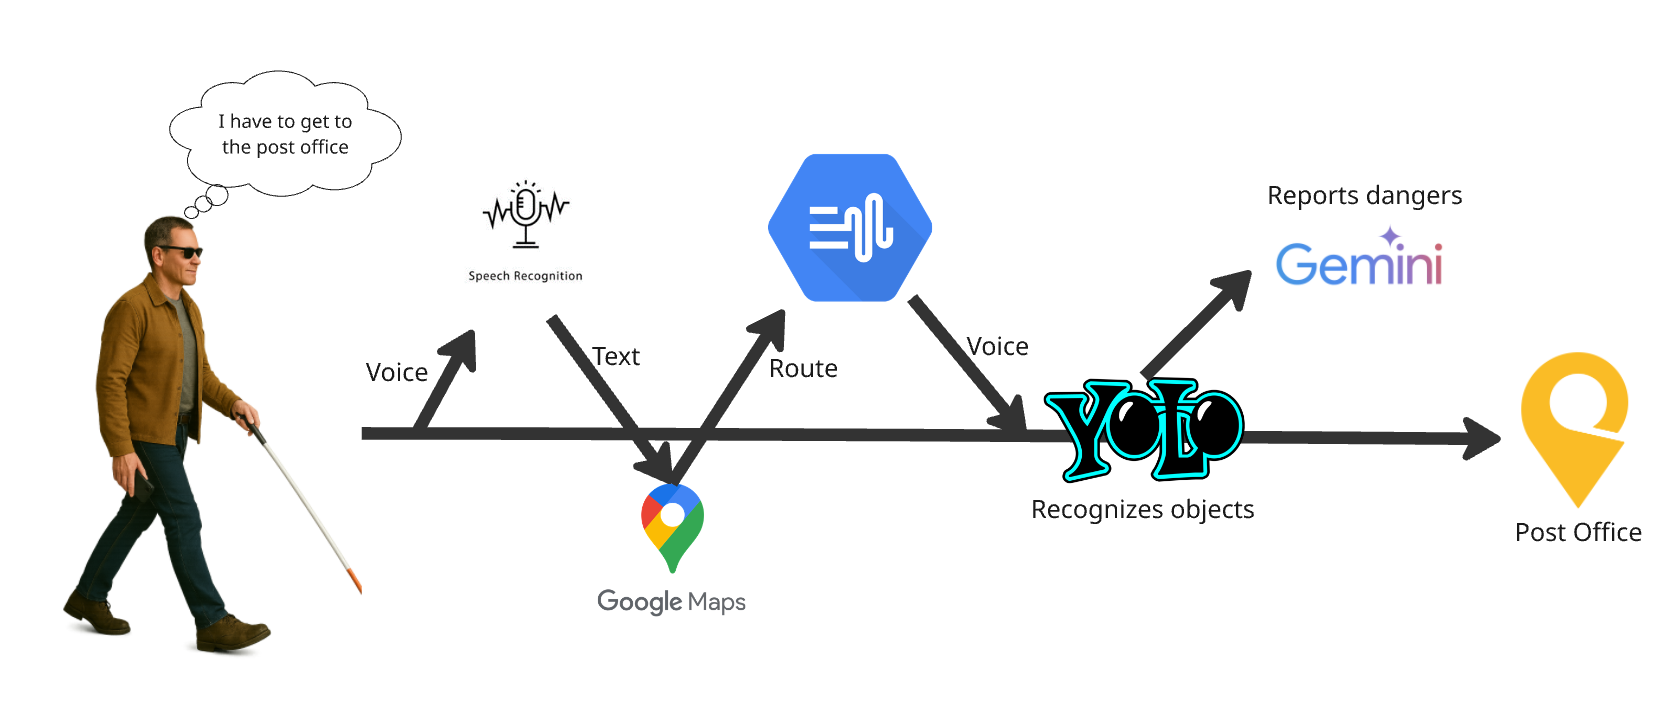 I have to get to
the post office
Speech Recognition
Voice
Text
Route
Voice
Reports dangers
Gemini
YOLO
Recognizes objects
Google Maps
Post Office